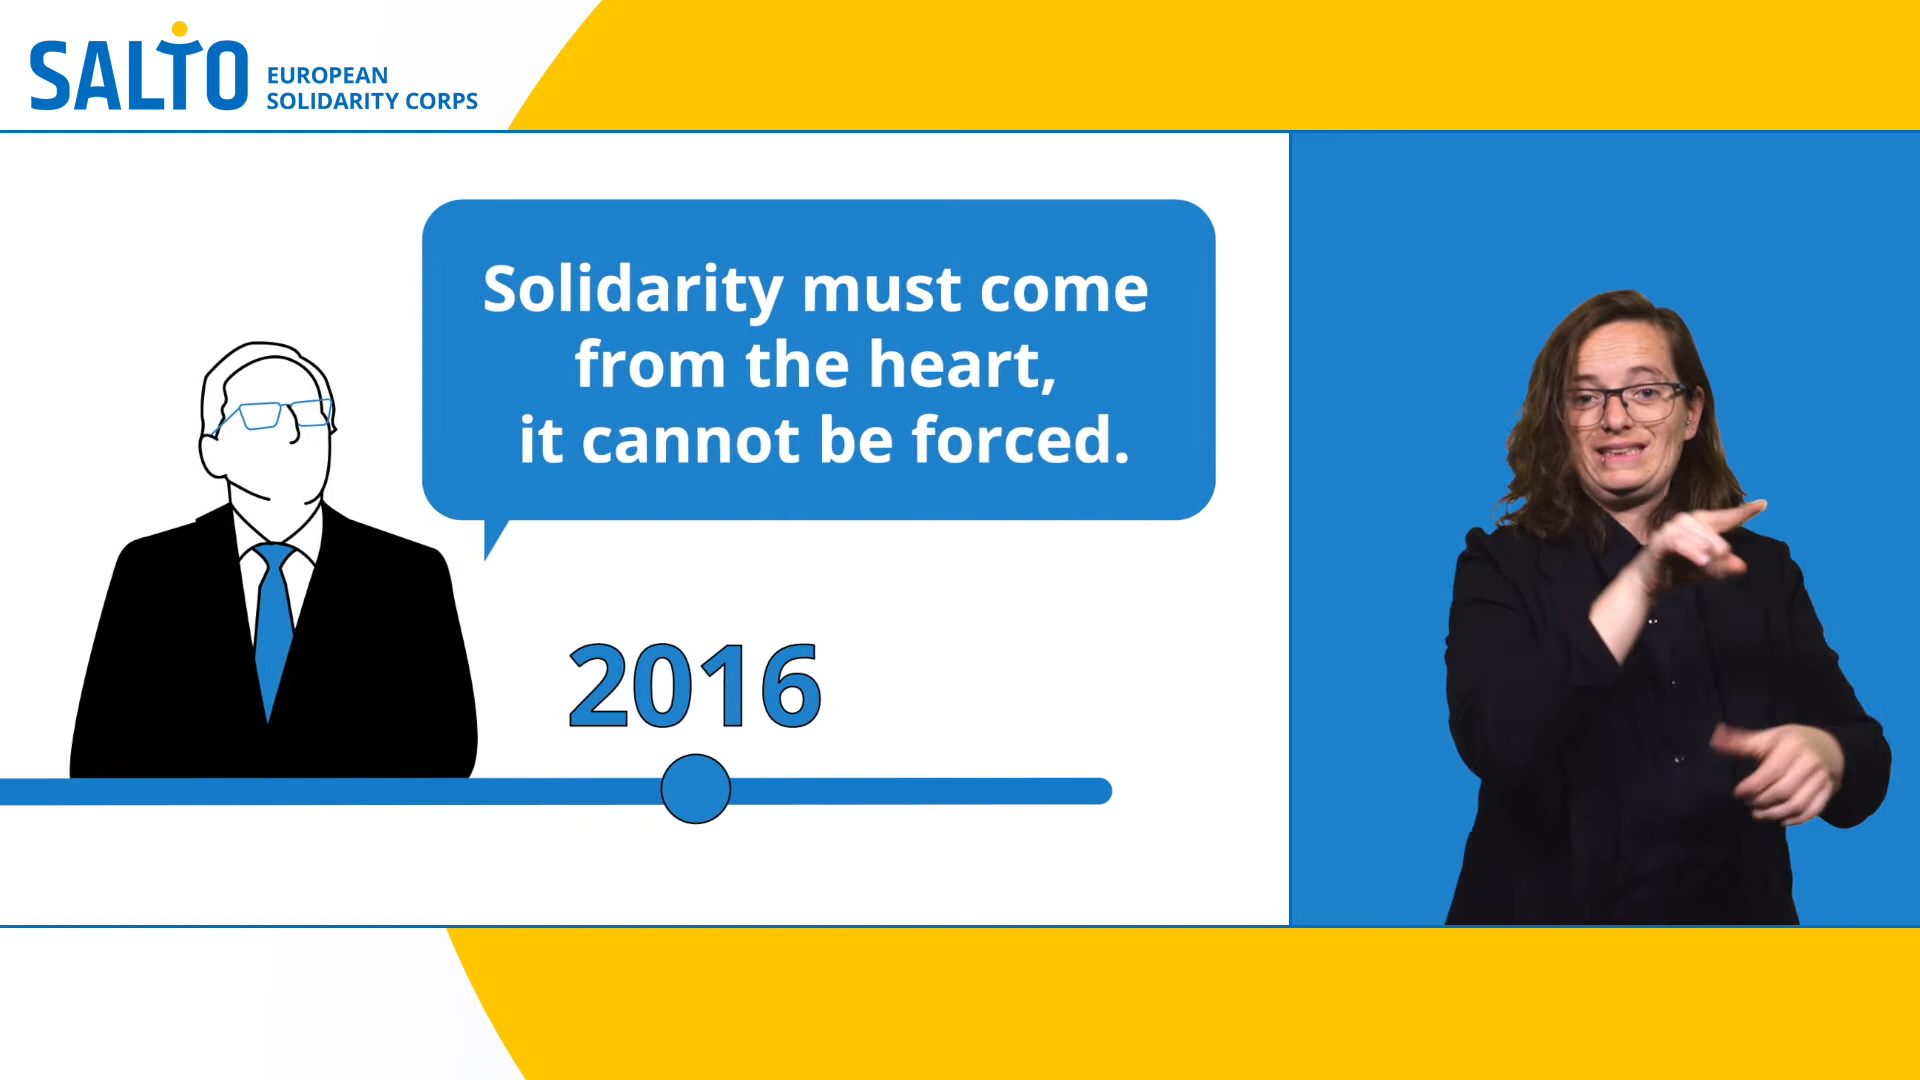 SALTO
EUROPEAN
SOLIDARITY CORPS
Solidarity must come
from the heart,
it cannot be forced.
2016